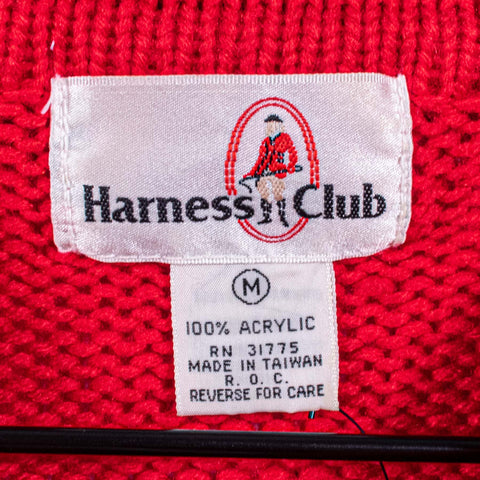 Harness Club
M
100% ACRYLIC
RN 31775
MADE IN TAIWAN
R. O. C.
REVERSE FOR CARE